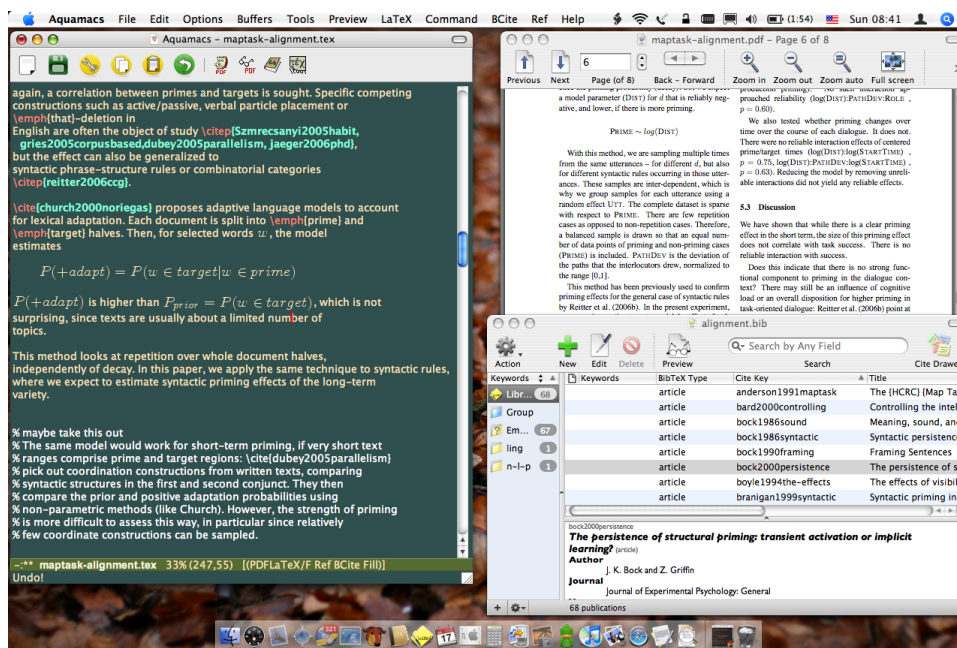 Aquamacs File Edit Options Buffers Tools Preview LaTeX Command BCite Ref Help (1:54) Sun 08:41
Aquamacs – maptask-alignment.tex
again, a correlation between primes and targets is sought. Specific competing
constructions such as active/passive, verbal particle placement or
\emph{that}-deletion in
English are often the object of study \citep{Szmrecsanyi2005habit,
gries2005corpusbased,dubey2005parallelism, jaeger2006phd},
but the effect can also be generalized to
syntactic phrase-structure rules or combinatorial categories
\citep{reitter2006ccg}.
\cite{church2000noriegas} proposes adaptive language models to account
for lexical adaptation. Each document is split into \emph{prime} and
\emph{target} halves. Then, for selected words w, the model
estimates
P(+adapt) = P(w ∈ target|w ∈ prime)
P(+adapt) is higher than P_prior = P(w ∈ target), which is not
surprising, since texts are usually about a limited number of
topics.
This method looks at repetition over whole document halves,
independently of decay. In this paper, we apply the same technique to syntactic rules,
where we expect to estimate syntactic priming effects of the long-term
variety.
% maybe take this out
% The same model would work for short-term priming, if very short text
% ranges comprise prime and target regions: \cite{dubey2005parallelism}
% pick out coordination constructions from written texts, comparing
% syntactic structures in the first and second conjunct. They then
% compare the prior and positive adaptation probabilities using
% non-parametric methods (like Church). However, the strength of priming
% is more difficult to assess this way, in particular since relatively
% few coordinate constructions can be sampled.
-:** maptask-alignment.tex 33% (247,55) [(PDFLaTeX/F Ref BCite Fill)]
Undo!
maptask-alignment.pdf – Page 6 of 8
6
Previous Next Page (of 8) Back – Forward Zoom in Zoom out Zoom auto Full screen
a model parameter (DIST) for d that is reliably neg-
ative, and lower, if there is more priming.
PRIME ~ log(DIST)
With this method, we are sampling multiple times
from the same utterances – for different d, but also
for different syntactic rules occurring in those utter-
ances. These samples are inter-dependent, which is
why we group samples for each utterance using a
random effect UTT. The complete dataset is sparse
with respect to PRIME. There are few repetition
cases as opposed to non-repetition cases. Therefore,
a balanced sample is drawn so that an equal num-
ber of data points of priming and non-priming cases
(PRIME) is included. PATHDEV is the deviation of
the paths that the interlocutors drew, normalized to
the range [0,1].
This method has been previously used to confirm
priming effects for the general case of syntactic rules
by Reitter et al. (2006b). In the present experiment,
proached reliability (log(DIST):PATHDEV:ROLE ,
p = 0.60).
We also tested whether priming changes over
time over the course of each dialogue. It does not.
There were no reliable interaction effects of centered
prime/target times (log(DIST):log(STARTTIME) ,
p = 0.75, log(DIST):PATHDEV:log(STARTTIME) ,
p = 0.63). Reducing the model by removing unreli-
able interactions did not yield any reliable effects.
5.3 Discussion
We have shown that while there is a clear priming
effect in the short term, the size of this priming effect
does not correlate with task success. There is no
reliable interaction with success.
Does this indicate that there is no strong func-
tional component to priming in the dialogue con-
text? There may still be an influence of cognitive
load or an overall disposition for higher priming in
task-oriented dialogue: Reitter et al. (2006b) point at
alignment.bib
Search by Any Field
Action New Edit Delete Preview Search Cite Drawe
Keywords Keywords BibTeX Type Cite Key Title
Libr... 68
Group
Em... 67
ling 1
n-l-p 1
article anderson1991maptask The {HCRC} {Map Ta
article bard2000controlling Controlling the intel
article bock1986sound Meaning, sound, an
article bock1986syntactic Syntactic persistenc
article bock1990framing Framing Sentences
article bock2000persistence The persistence of s
article boyle1994the-effects The effects of visibil
article branigan1999syntactic Syntactic priming in
bock2000persistence
The persistence of structural priming: transient activation or implicit
learning? (article)
Author
J. K. Bock and Z. Griffin
Journal
Journal of Experimental Psychology: General
68 publications
17